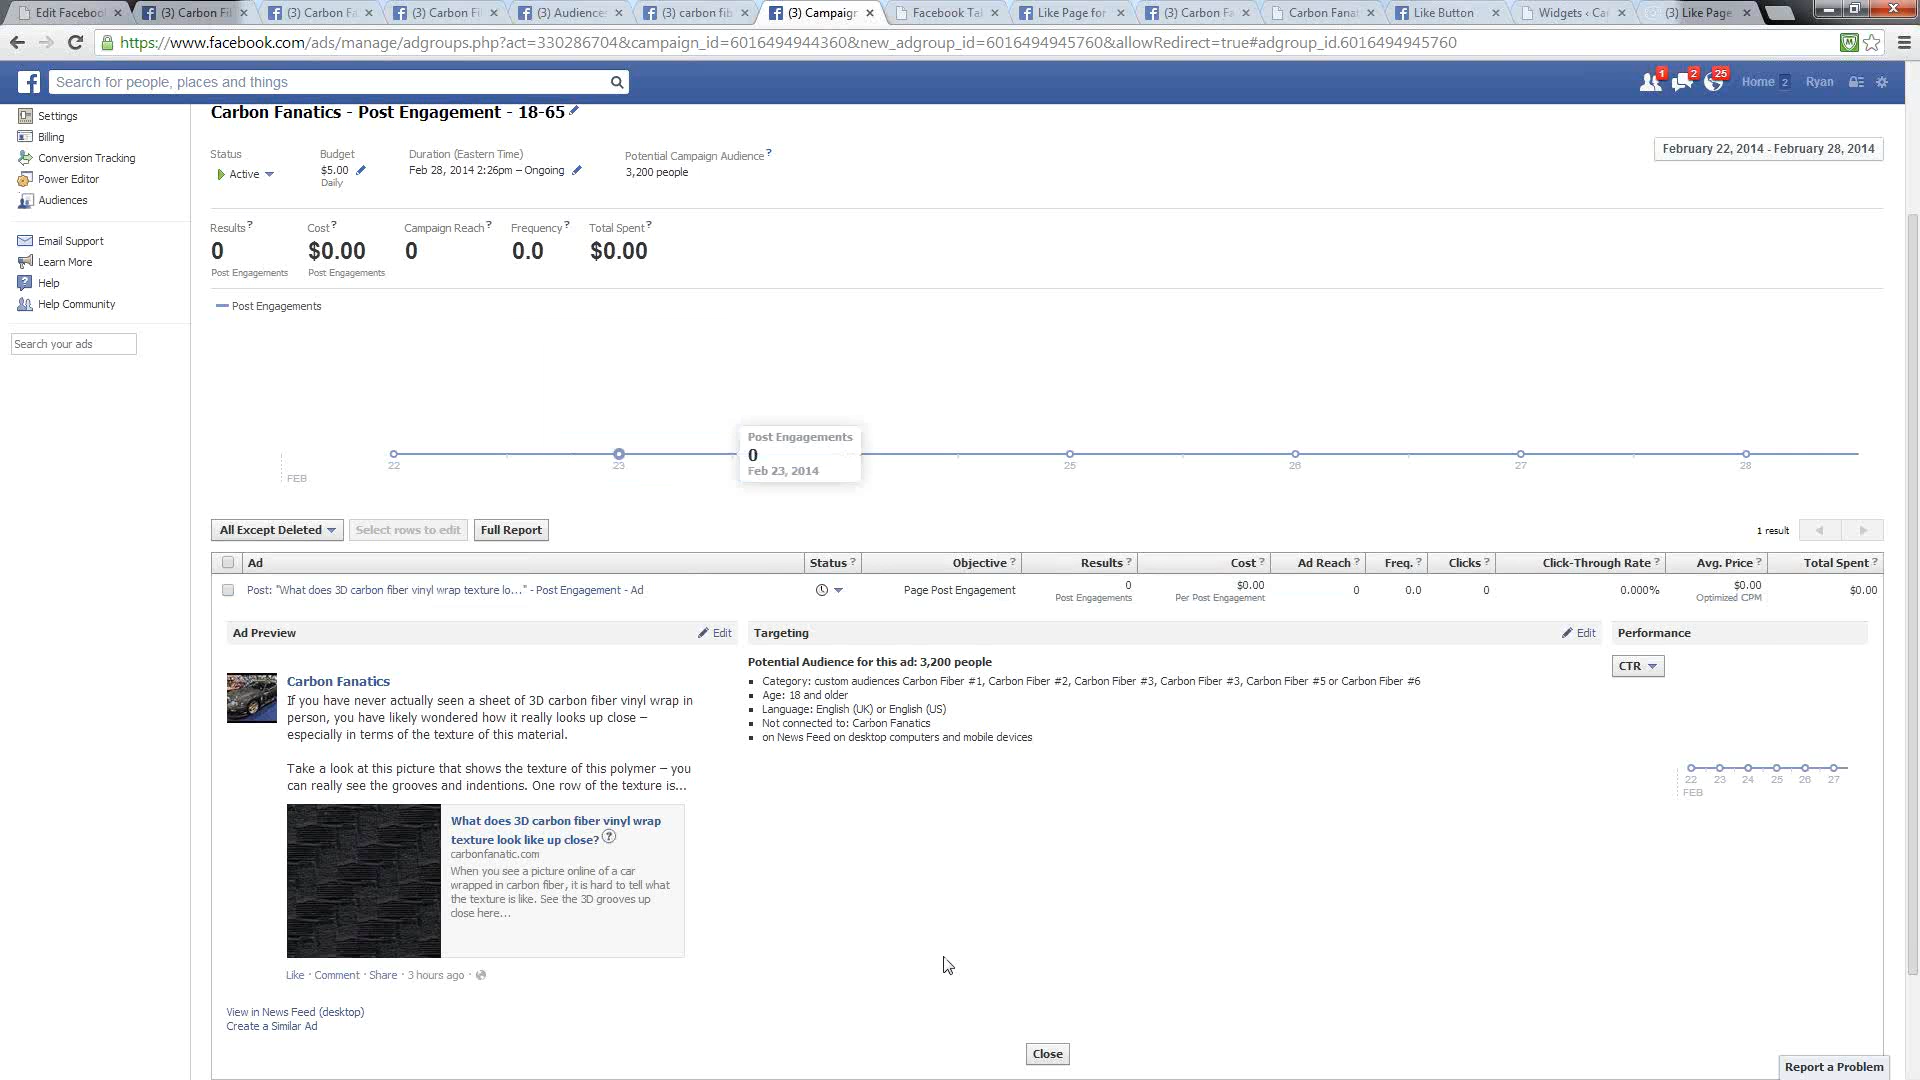 Edit Facebool
(3) Carbon Fil
(3) Carbon Fa
(3) Carbon Fil
(3) Audience
(3) carbon fib
(3) Campaign
Facebook Tal
Like Page for
(3) Carbon Fa
Carbon Fanat
Like Button
Widgets ‹ Ca
(3) Like Page
https://www.facebook.com/ads/manage/adgroups.php?act=330286704&campaign_id=6016494944360&new_adgroup_id=6016494945760&allowRedirect=true#adgroup_id.6016494945760
Search for people, places and things
1
2
25
Home 2
Ryan
Settings
Billing
Conversion Tracking
Power Editor
Audiences
Email Support
Learn More
Help
Help Community
Search your ads
Carbon Fanatics - Post Engagement - 18-65
February 22, 2014 - February 28, 2014
Status
Active
Budget
$5.00
Daily
Duration (Eastern Time)
Feb 28, 2014 2:26pm – Ongoing
Potential Campaign Audience ?
3,200 people
Results ?
0
Post Engagements
Cost ?
$0.00
Post Engagements
Campaign Reach ?
0
Frequency ?
0.0
Total Spent ?
$0.00
Post Engagements
Post Engagements
0
Feb 23, 2014
22 23 25 26 27 28
FEB
All Except Deleted
Select rows to edit
Full Report
1 result
Ad Status ? Objective ? Results ? Cost ? Ad Reach ? Freq. ? Clicks ? Click-Through Rate ? Avg. Price ? Total Spent ?
Post: "What does 3D carbon fiber vinyl wrap texture lo..." - Post Engagement - Ad
Page Post Engagement
0
Post Engagements
$0.00
Per Post Engagement
0
0.0
0
0.000%
$0.00
Optimized CPM
$0.00
Ad Preview
Edit
Targeting
Edit
Performance
Carbon Fanatics
If you have never actually seen a sheet of 3D carbon fiber vinyl wrap in
person, you have likely wondered how it really looks up close –
especially in terms of the texture of this material.
Take a look at this picture that shows the texture of this polymer – you
can really see the grooves and indentions. One row of the texture is...
What does 3D carbon fiber vinyl wrap
texture look like up close? ?
carbonfanatic.com
When you see a picture online of a car
wrapped in carbon fiber, it is hard to tell what
the texture is like. See the 3D grooves up
close here...
Like · Comment · Share · 3 hours ago ·
View in News Feed (desktop)
Create a Similar Ad
Potential Audience for this ad: 3,200 people
Category: custom audiences Carbon Fiber #1, Carbon Fiber #2, Carbon Fiber #3, Carbon Fiber #3, Carbon Fiber #5 or Carbon Fiber #6
Age: 18 and older
Language: English (UK) or English (US)
Not connected to: Carbon Fanatics
on News Feed on desktop computers and mobile devices
CTR
22 23 24 25 26 27
FEB
Close
Report a Problem